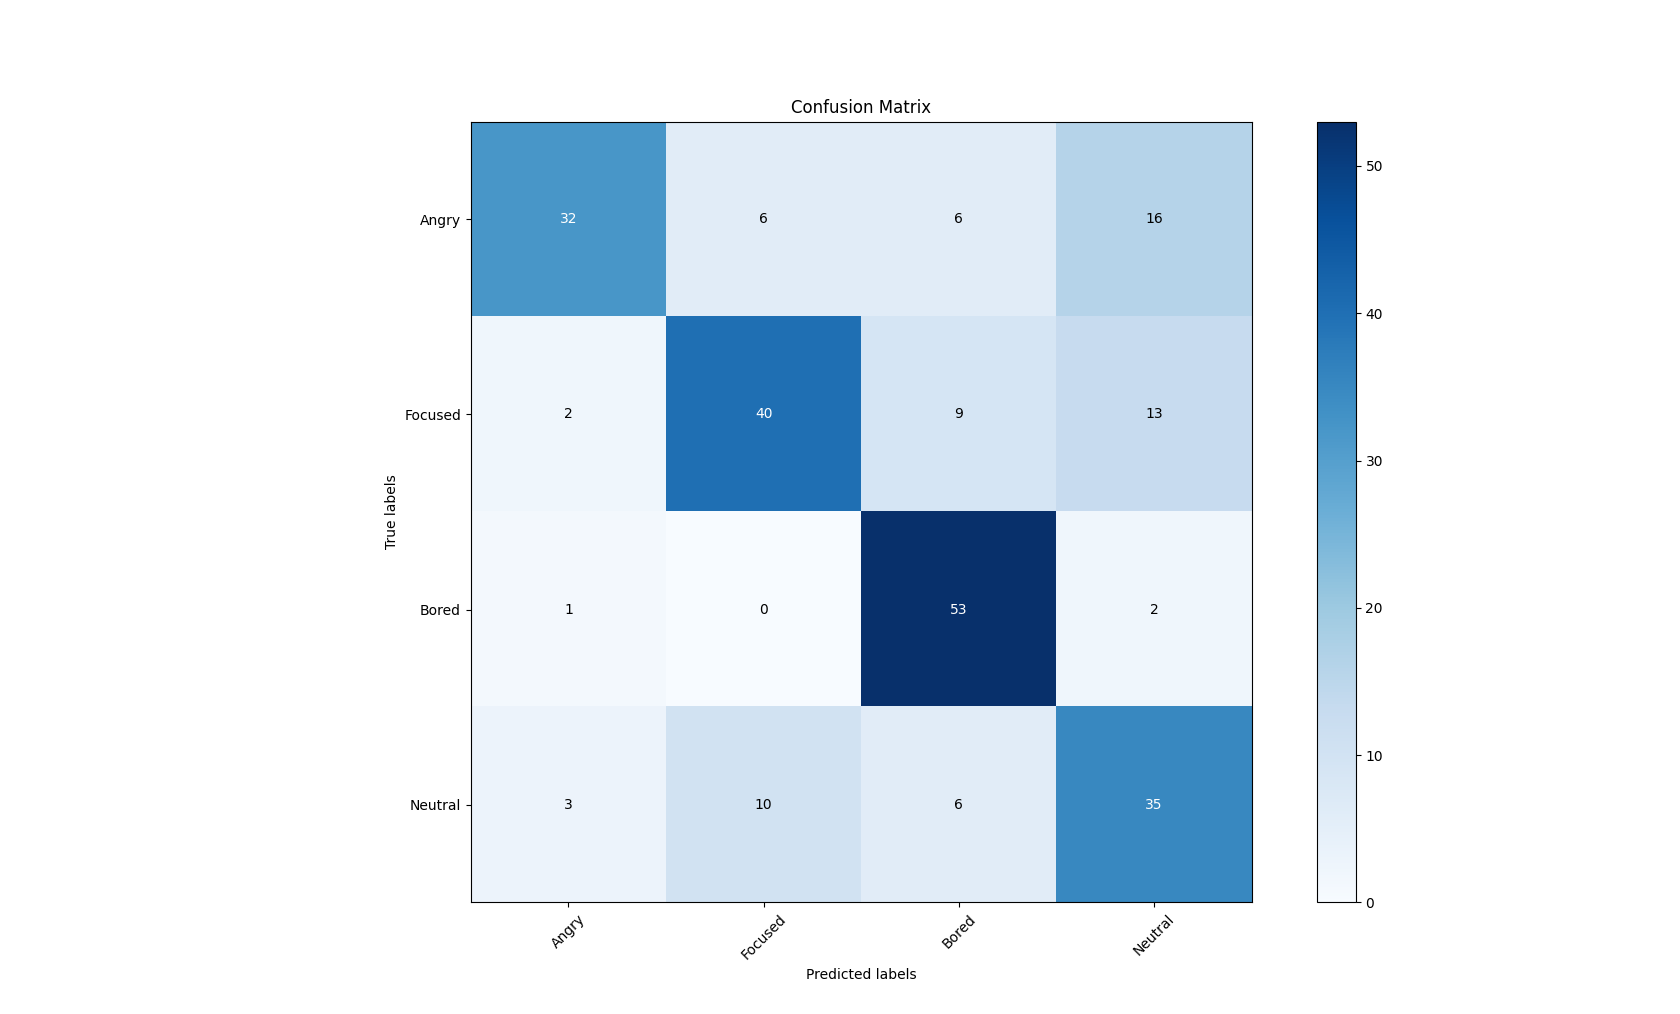 Confusion Matrix
Angry 32 6 6 16
Focused 2 40 9 13
Bored 1 0 53 2
Neutral 3 10 6 35
Angry Focused Bored Neutral
Predicted labels
True labels
50
40
30
20
10
0